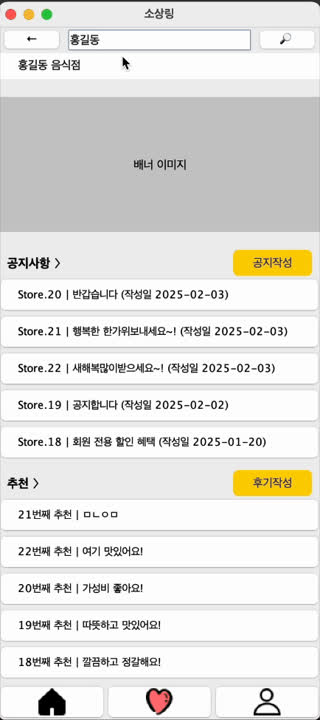 소상링
←
홍길동
홍길동 음식점
배너 이미지
공지사항 〉
공지작성
Store.20 | 반갑습니다 (작성일 2025-02-03)
Store.21 | 행복한 한가위보내세요~! (작성일 2025-02-03)
Store.22 | 새해복많이받으세요~! (작성일 2025-02-03)
Store.19 | 공지합니다 (작성일 2025-02-02)
Store.18 | 회원 전용 할인 혜택 (작성일 2025-01-20)
추천 〉
후기작성
21번째 추천 | ㅁㄴㅇㅁ
22번째 추천 | 여기 맛있어요!
20번째 추천 | 가성비 좋아요!
19번째 추천 | 따뜻하고 맛있어요!
18번째 추천 | 깔끔하고 정갈해요!